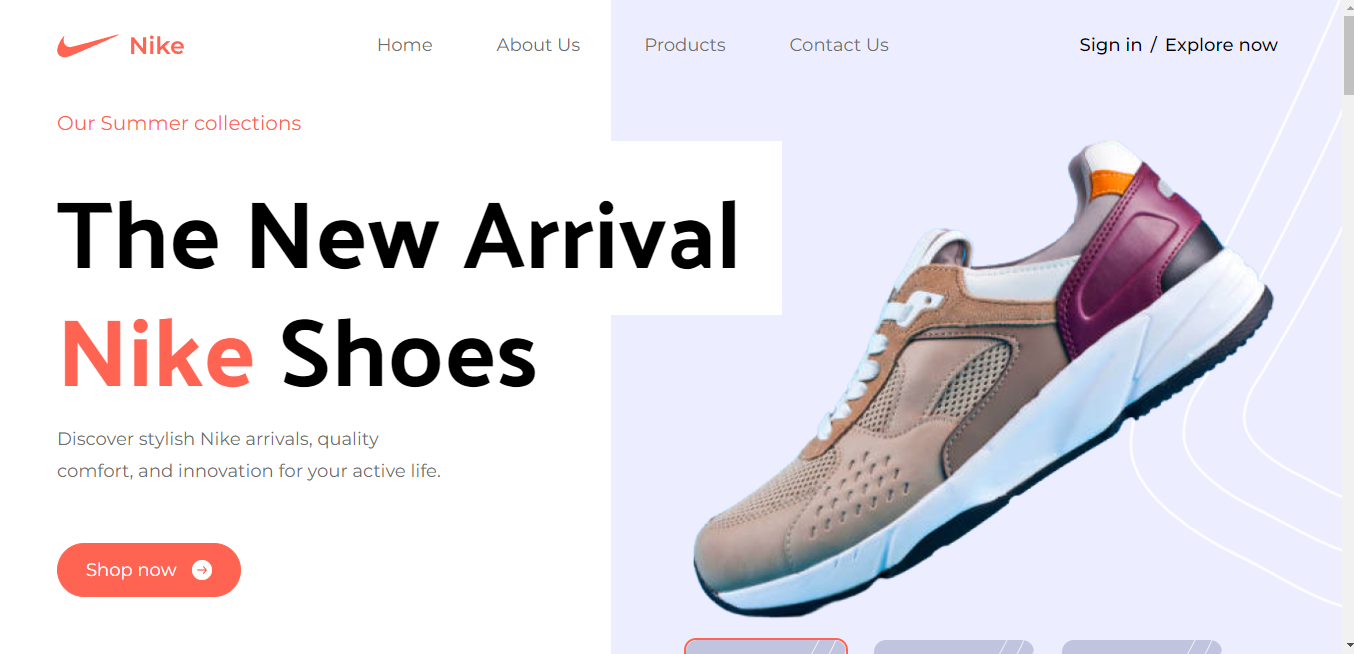 Nike
Home
About Us
Products
Contact Us
Sign in / Explore now
Our Summer collections
The New Arrival
Nike Shoes
Discover stylish Nike arrivals, quality
comfort, and innovation for your active life.
Shop now